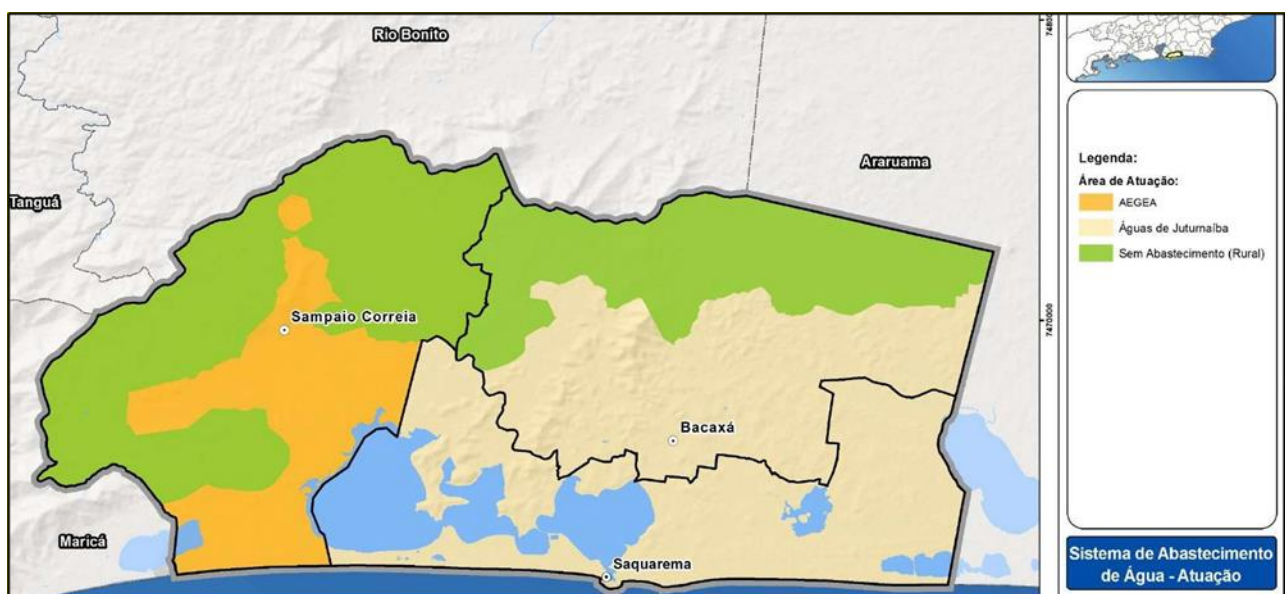 Rio Bonito
Araruama
Tanguá
Sampaio Correia
Bacaxá
Maricá
Saquarema
7470000
Legenda:
Área de Atuação:
AEGEA
Águas de Juturnaíba
Sem Abastecimento (Rural)
Sistema de Abastecimento
de Água - Atuação